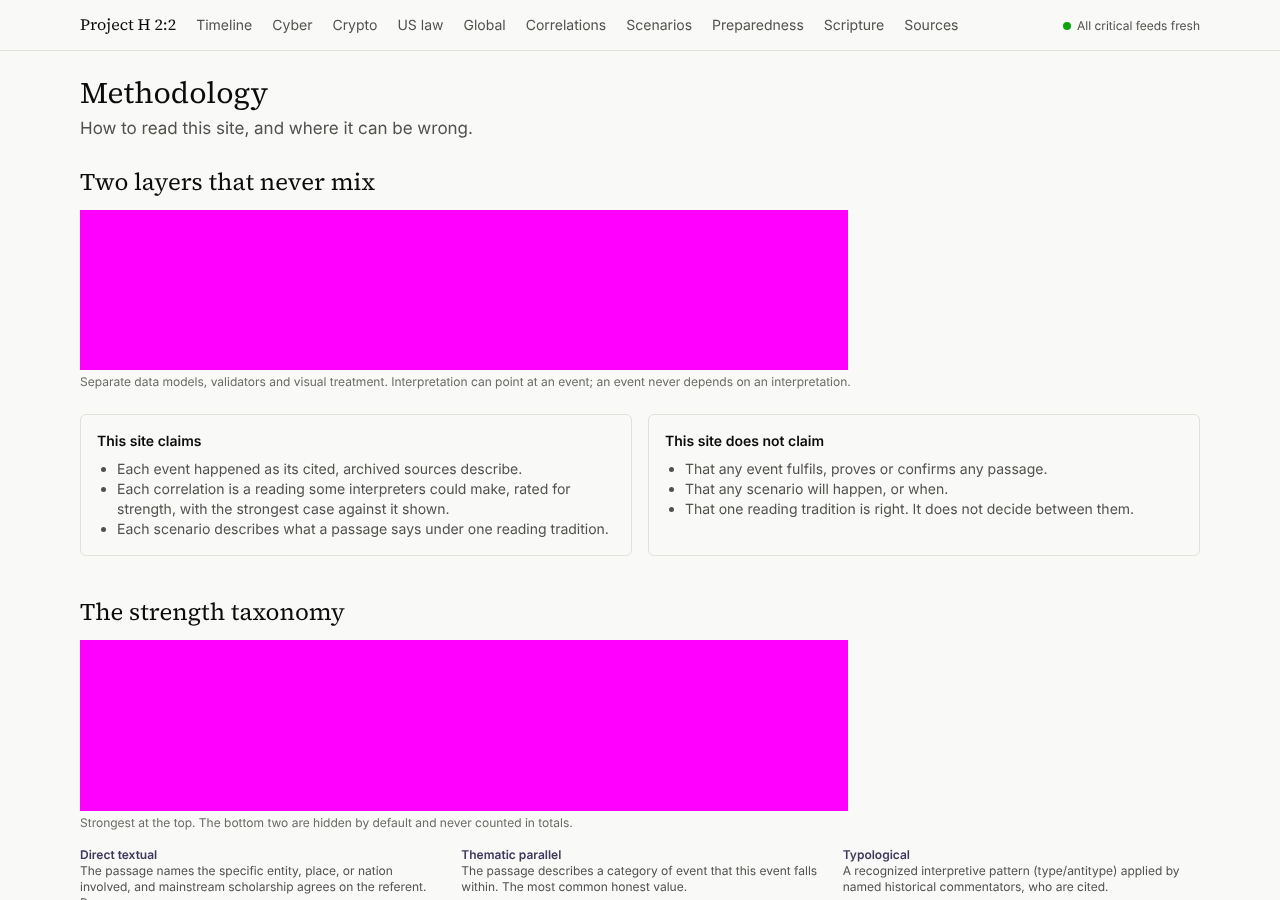 Project H 2:2 Timeline Cyber Crypto US law Global Correlations Scenarios Preparedness Scripture Sources All critical feeds fresh
Methodology
How to read this site, and where it can be wrong.
Two layers that never mix
Separate data models, validators and visual treatment. Interpretation can point at an event; an event never depends on an interpretation.
This site claims
• Each event happened as its cited, archived sources describe.
• Each correlation is a reading some interpreters could make, rated for
strength, with the strongest case against it shown.
• Each scenario describes what a passage says under one reading tradition.
This site does not claim
• That any event fulfils, proves or confirms any passage.
• That any scenario will happen, or when.
• That one reading tradition is right. It does not decide between them.
The strength taxonomy
Strongest at the top. The bottom two are hidden by default and never counted in totals.
Direct textual
The passage names the specific entity, place, or nation
involved, and mainstream scholarship agrees on the referent.
Thematic parallel
The passage describes a category of event that this event falls
within. The most common honest value.
Typological
A recognized interpretive pattern (type/antitype) applied by
named historical commentators, who are cited.